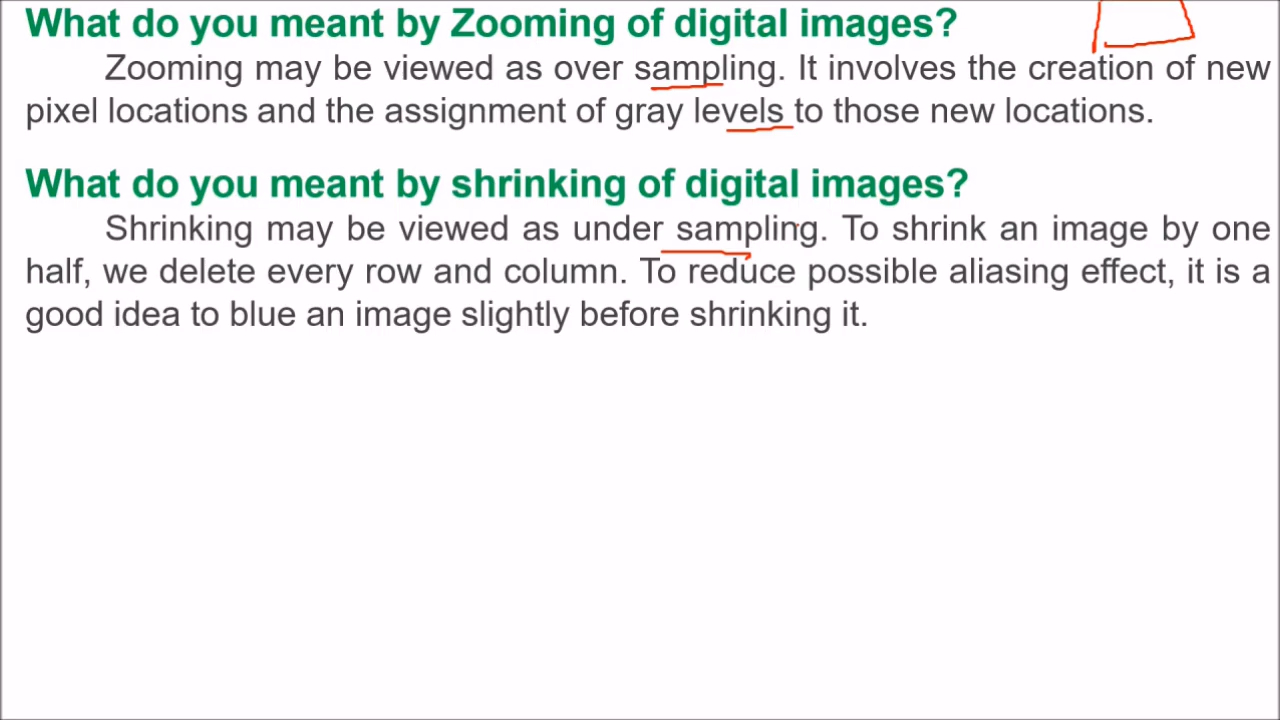 What do you meant by Zooming of digital images?
Zooming may be viewed as over sampling. It involves the creation of new
pixel locations and the assignment of gray levels to those new locations.
What do you meant by shrinking of digital images?
Shrinking may be viewed as under sampling. To shrink an image by one
half, we delete every row and column. To reduce possible aliasing effect, it is a
good idea to blue an image slightly before shrinking it.